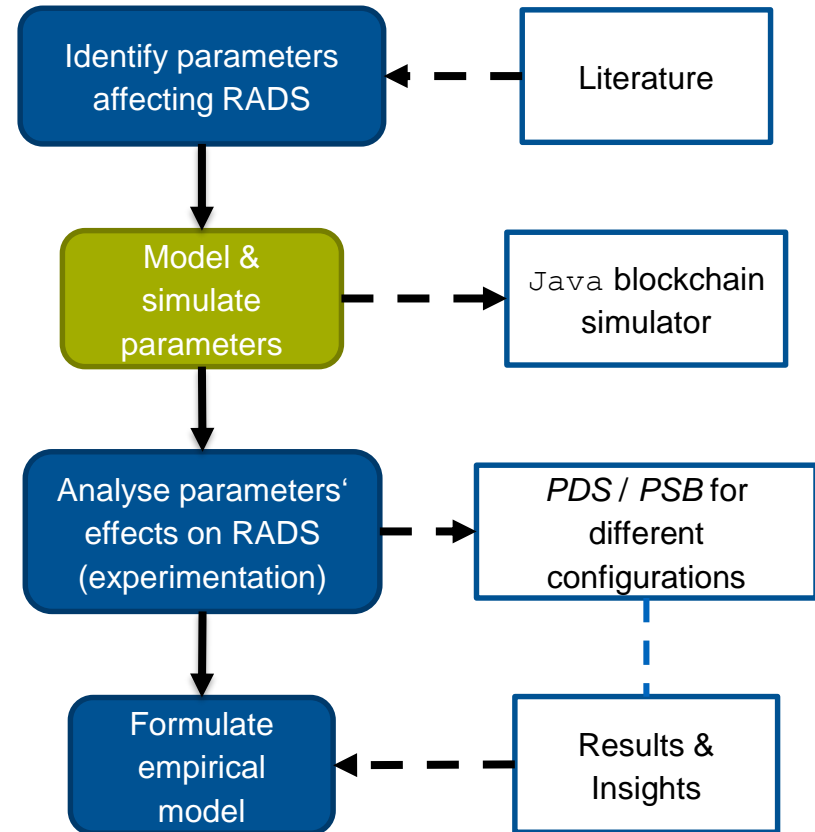 Identify parameters
affecting RADS
Literature
Model &
simulate
parameters
Java blockchain
simulator
Analyse parameters‘
effects on RADS
(experimentation)
PDS / PSB for
different
configurations
Formulate
empirical
model
Results &
Insights